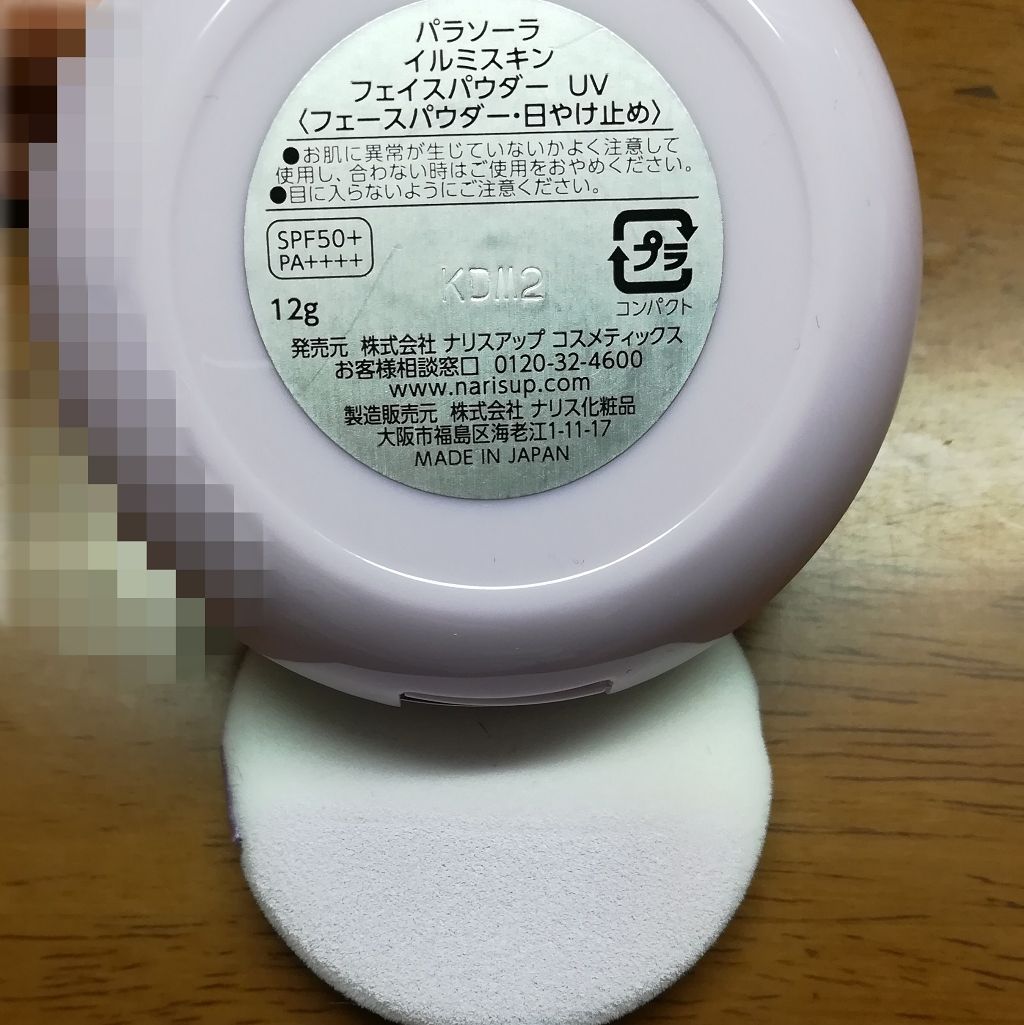 パラソーラ
イルミスキン
フェイスパウダー UV
〈フェースパウダー・日やけ止め〉
●お肌に異常が生じていないかよく注意して
使用し、合わない時はご使用をおやめください。
●目に入らないようにご注意ください。
SPF50+
PA++++
プラ
KD112
12g
コンパクト
発売元 株式会社 ナリスアップ コスメティックス
お客様相談窓口 0120-32-4600
www.narisup.com
製造販売元 株式会社 ナリス化粧品
大阪市福島区海老江1-11-17
MADE IN JAPAN